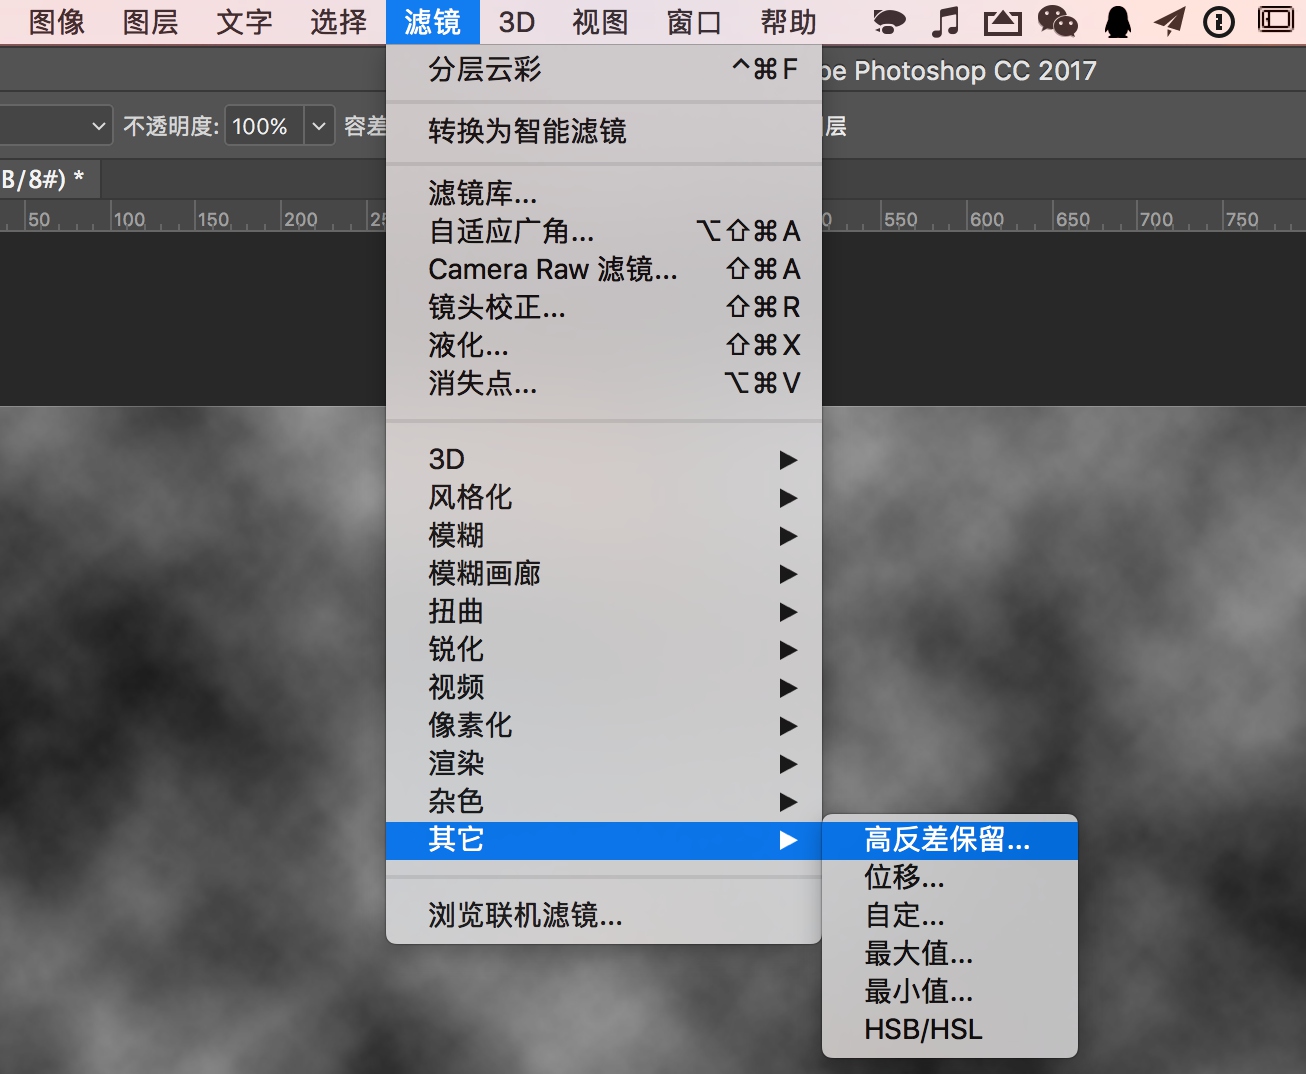 图像 图层 文字 选择 滤镜 3D 视图 窗口 帮助
分层云彩 ^⌘F
be Photoshop CC 2017
不透明度: 100% 容差
层
转换为智能滤镜
B/8#) *
滤镜库...
50 100 150 200 25
0 550 600 650 700 750
自适应广角... ⌥⇧⌘A
Camera Raw 滤镜... ⇧⌘A
镜头校正... ⇧⌘R
液化... ⇧⌘X
消失点... ⌥⌘V
3D
风格化
模糊
模糊画廊
扭曲
锐化
视频
像素化
渲染
杂色
其它
高反差保留...
位移...
自定...
最大值...
最小值...
HSB/HSL
浏览联机滤镜...